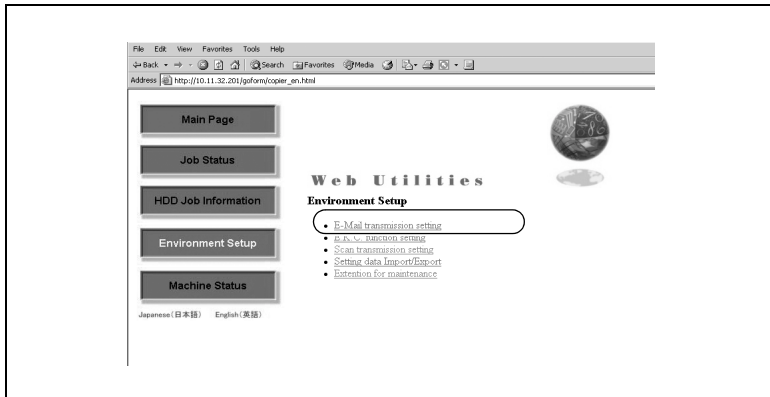 File Edit View Favorites Tools Help
Back Search Favorites Media
Address http://10.11.32.201/goform/copier_en.html
Main Page
Job Status
HDD Job Information
Environment Setup
Machine Status
Japanese(日本語) English(英語)
Web Utilities
Environment Setup
E-Mail transmission setting
E.K.C. function setting
Scan transmission setting
Setting data Import/Export
Extention for maintenance